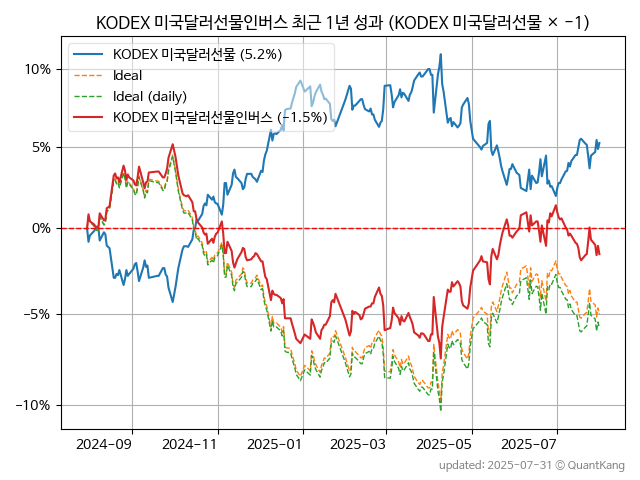 KODEX 미국달러선물인버스 최근 1년 성과 (KODEX 미국달러선물 × −1)
KODEX 미국달러선물 (5.2%)
Ideal
Ideal (daily)
KODEX 미국달러선물인버스 (−1.5%)
10%
5%
0%
−5%
−10%
2024-09 2024-11 2025-01 2025-03 2025-05 2025-07
updated: 2025-07-31 © QuantKang